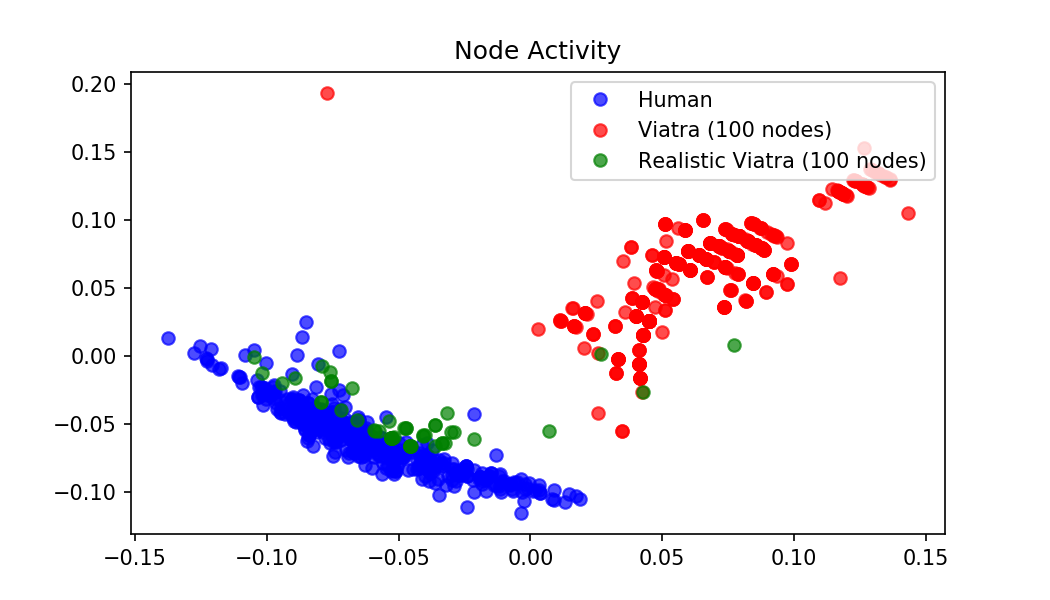 Node Activity
0.20
0.15
0.10
0.05
0.00
−0.05
−0.10
Human
Viatra (100 nodes)
Realistic Viatra (100 nodes)
−0.15 −0.10 −0.05 0.00 0.05 0.10 0.15